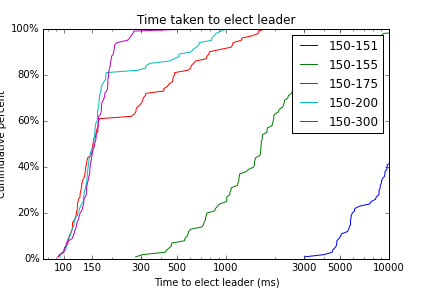 Time taken to elect leader
100%
80%
60%
40%
20%
0%
150-151
150-155
150-175
150-200
150-300
100 150 300 500 1000 3000 5000 10000
Time to elect leader (ms)
percent